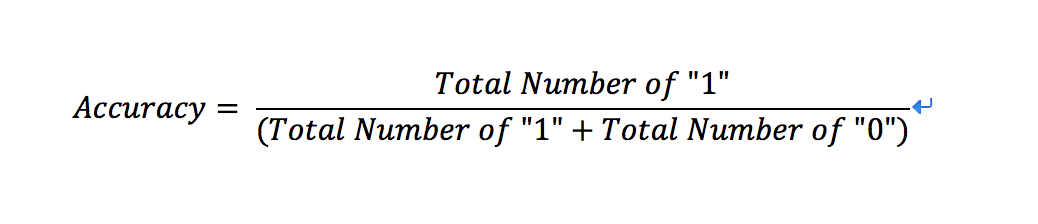 Total Number of "1"
Accuracy =
(Total Number of "1" + Total Number of "0")